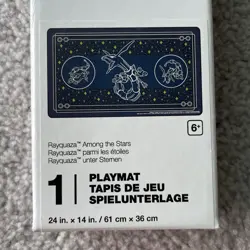 6+
Rayquaza™ Among the Stars
Rayquaza™ parmi les étoiles
Rayquaza™ unter Sternen
1
PLAYMAT
TAPIS DE JEU
SPIELUNTERLAGE
24 in. × 14 in. / 61 cm × 36 cm